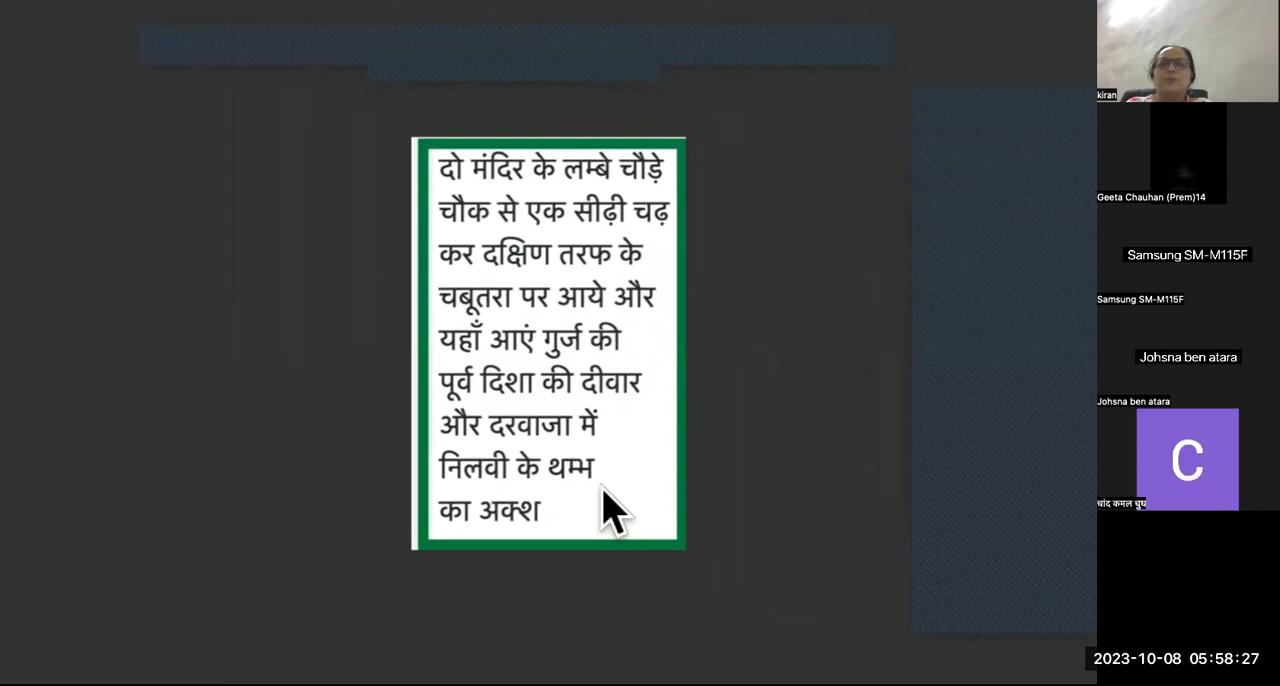 दो मंदिर के लम्बे चौड़े
चौक से एक सीढ़ी चढ़
कर दक्षिण तरफ के
चबूतरा पर आये और
यहाँ आएं गुर्ज की
पूर्व दिशा की दीवार
और दरवाजा में
निलवी के थम्भ
का अक्श
kiran
Geeta Chauhan (Prem)14
Samsung SM-M115F
Samsung SM-M115F
Johsna ben atara
Johsna ben atara
C
चांद कमल चुघ
2023-10-08 05:58:27